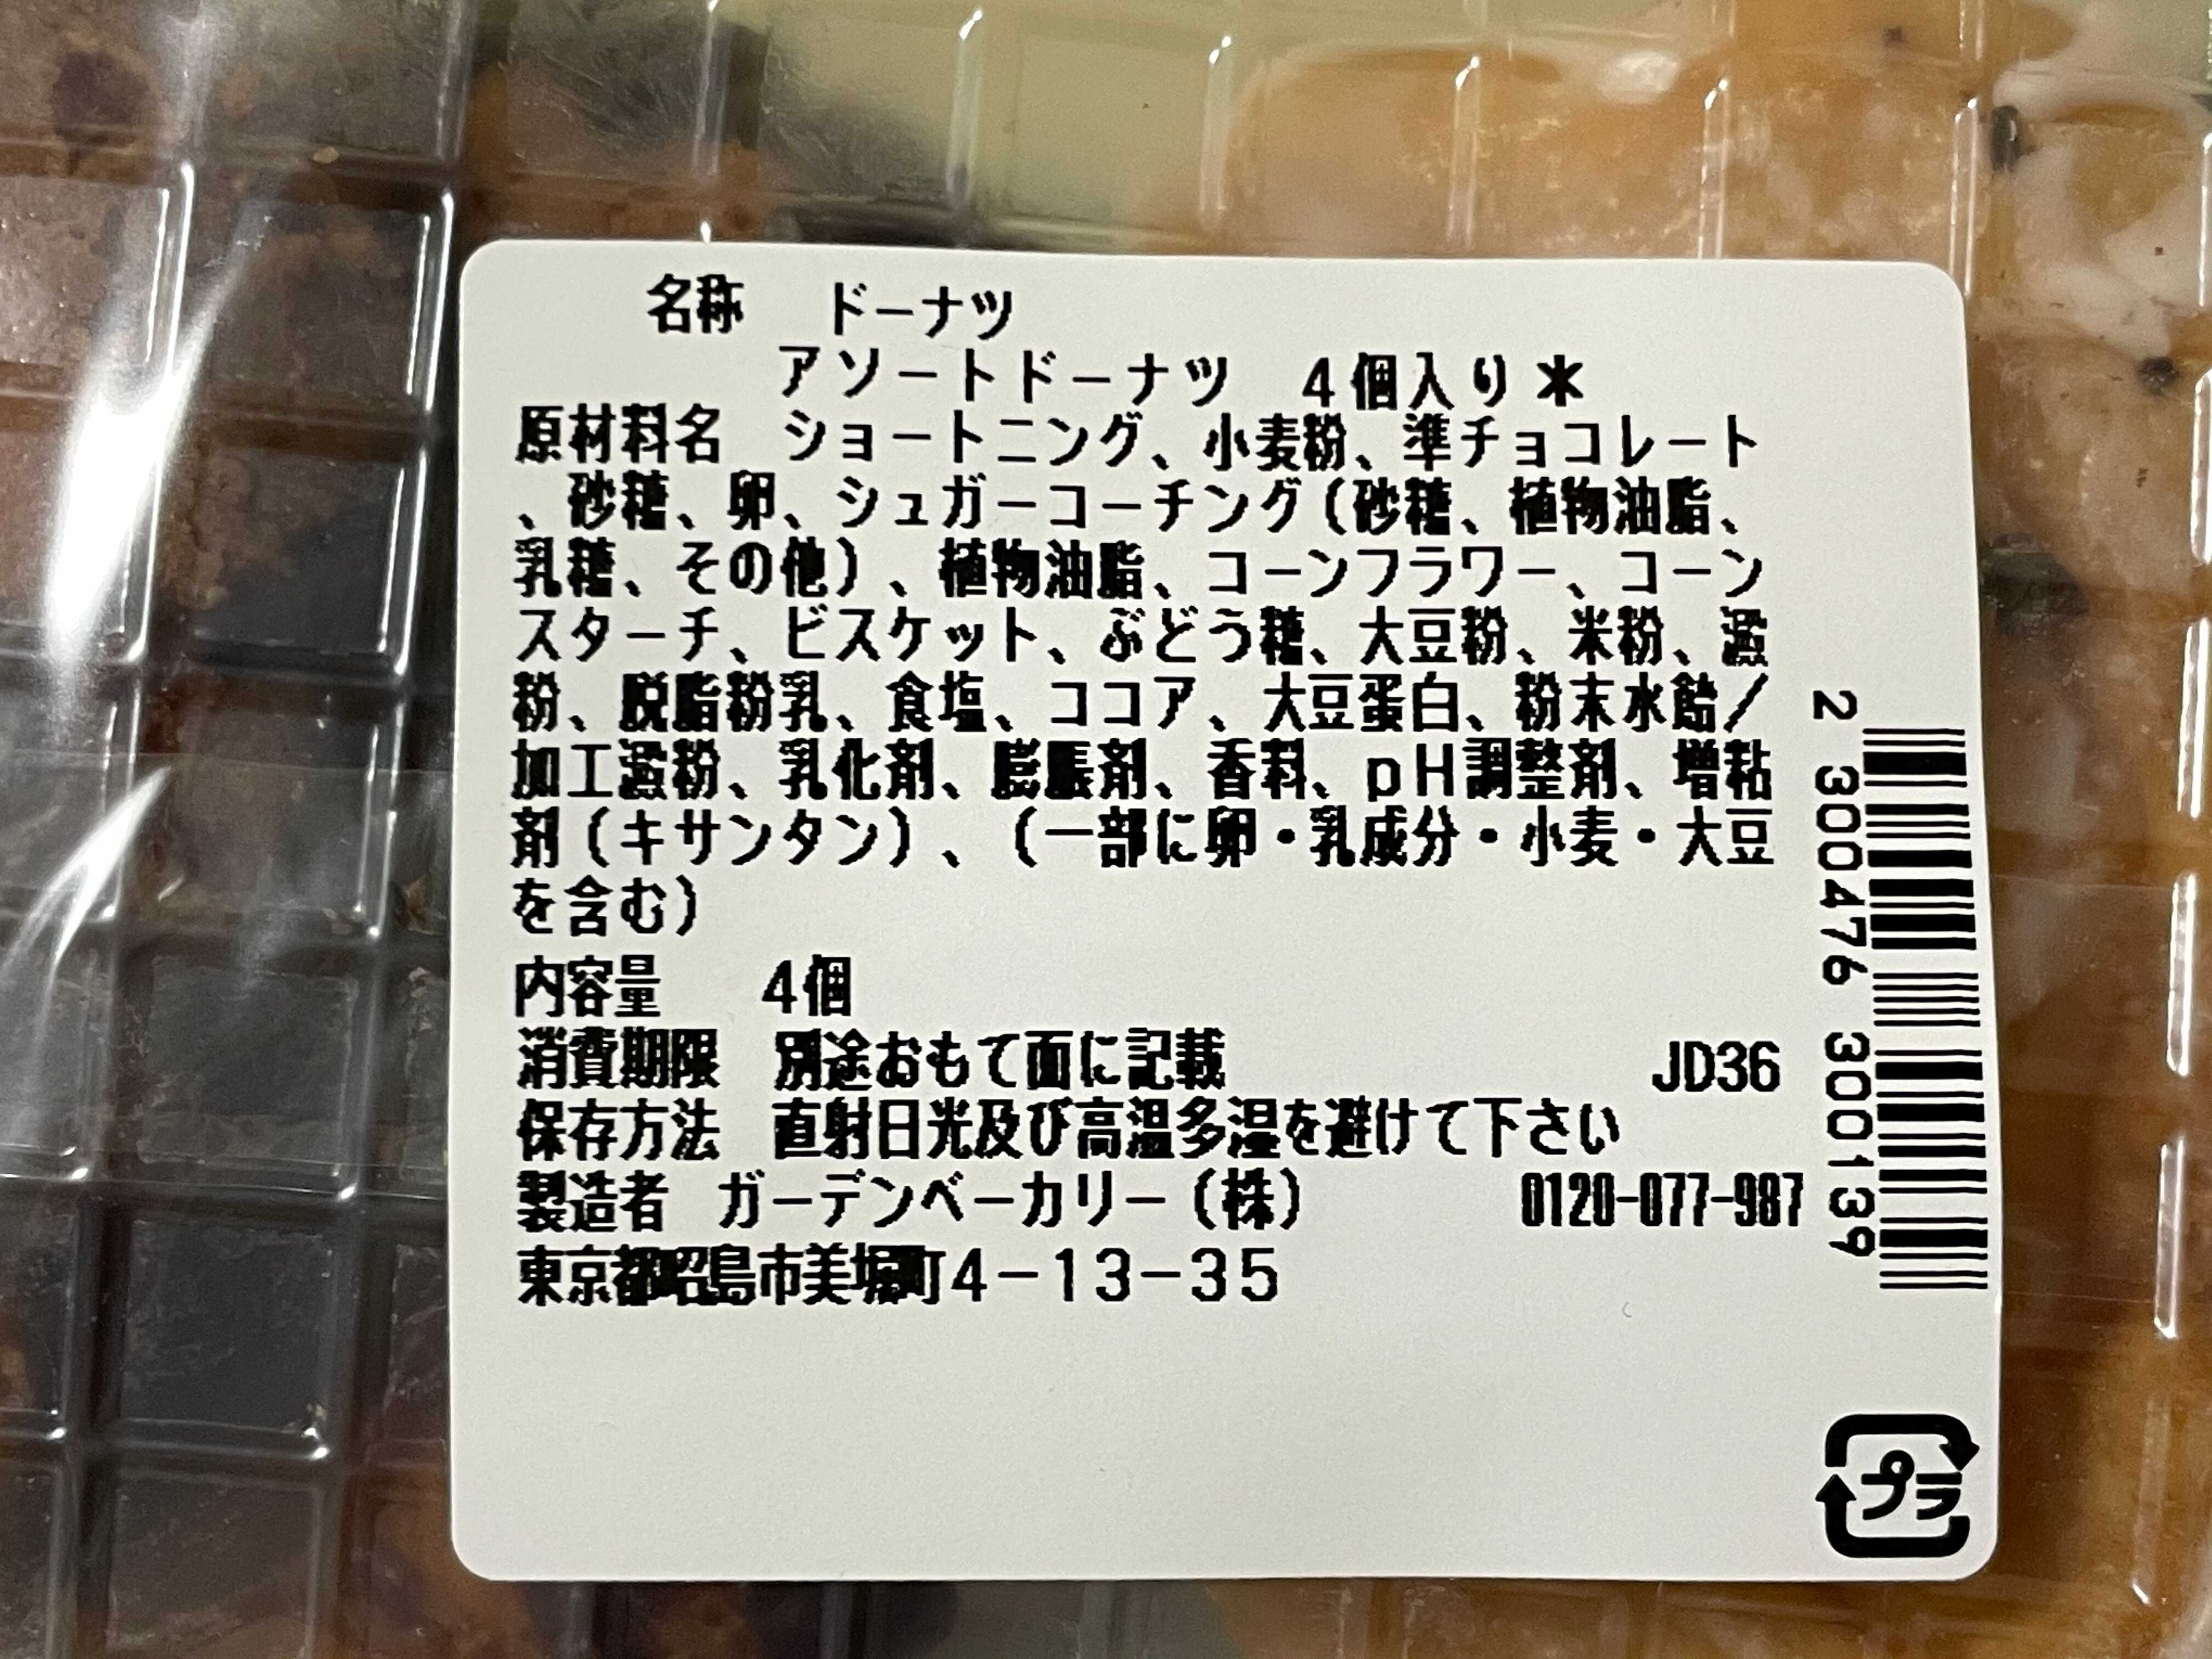 名称　ドーナツ
アソートドーナツ　4個入り＊
原材料名　ショートニング、小麦粉、準チョコレート
、砂糖、卵、シュガーコーチング（砂糖、植物油脂、
乳糖、その他）、植物油脂、コーンフラワー、コーン
スターチ、ビスケット、ぶどう糖、大豆粉、米粉、澱
粉、脱脂粉乳、食塩、ココア、大豆蛋白、粉末水飴／
加工澱粉、乳化剤、膨脹剤、香料、pH調整剤、増粘
剤（キサンタン）、（一部に卵・乳成分・小麦・大豆
を含む）
内容量　4個
消費期限　別途おもて面に記載　JD36
保存方法　直射日光及び高温多湿を避けて下さい
製造者　ガーデンベーカリー（株）　0120-077-987
東京都昭島市美堀町4－13－35
2 300476 300139
プラ